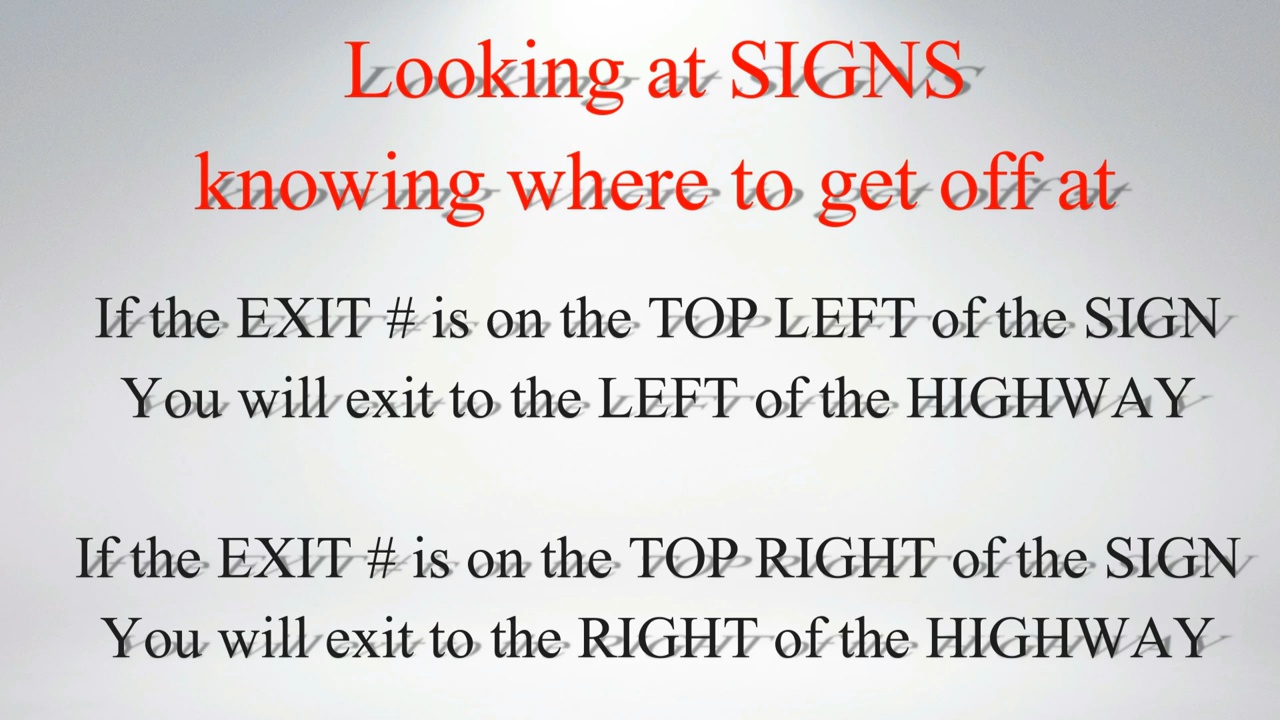 Looking at SIGNS
knowing where to get off at
If the EXIT # is on the TOP LEFT of the SIGN
You will exit to the LEFT of the HIGHWAY
If the EXIT # is on the TOP RIGHT of the SIGN
You will exit to the RIGHT of the HIGHWAY